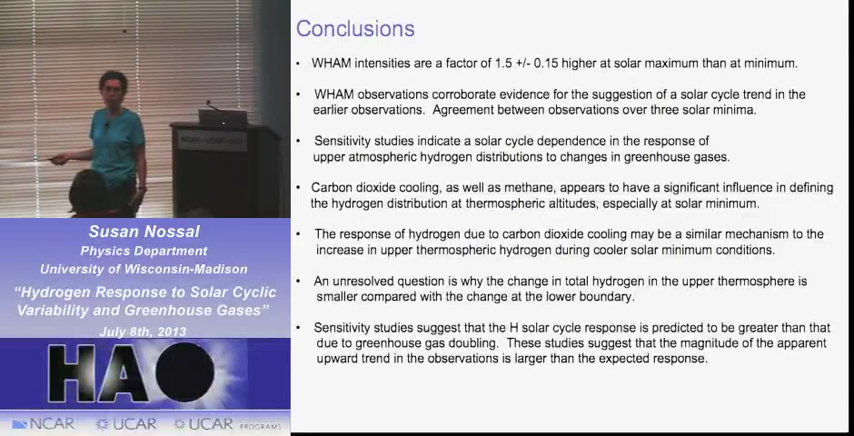 Conclusions
• WHAM intensities are a factor of 1.5 +/- 0.15 higher at solar maximum than at minimum.
• WHAM observations corroborate evidence for the suggestion of a solar cycle trend in the
earlier observations. Agreement between observations over three solar minima.
• Sensitivity studies indicate a solar cycle dependence in the response of
upper atmospheric hydrogen distributions to changes in greenhouse gases.
• Carbon dioxide cooling, as well as methane, appears to have a significant influence in defining
the hydrogen distribution at thermospheric altitudes, especially at solar minimum.
• The response of hydrogen due to carbon dioxide cooling may be a similar mechanism to the
increase in upper thermospheric hydrogen during cooler solar minimum conditions.
• An unresolved question is why the change in total hydrogen in the upper thermosphere is
smaller compared with the change at the lower boundary.
• Sensitivity studies suggest that the H solar cycle response is predicted to be greater than that
due to greenhouse gas doubling. These studies suggest that the magnitude of the apparent
upward trend in the observations is larger than the expected response.
Susan Nossal
Physics Department
University of Wisconsin-Madison
“Hydrogen Response to Solar Cyclic
Variability and Greenhouse Gases”
July 8th, 2013
HAO
NCAR UCAR UCAR PROGRAMS